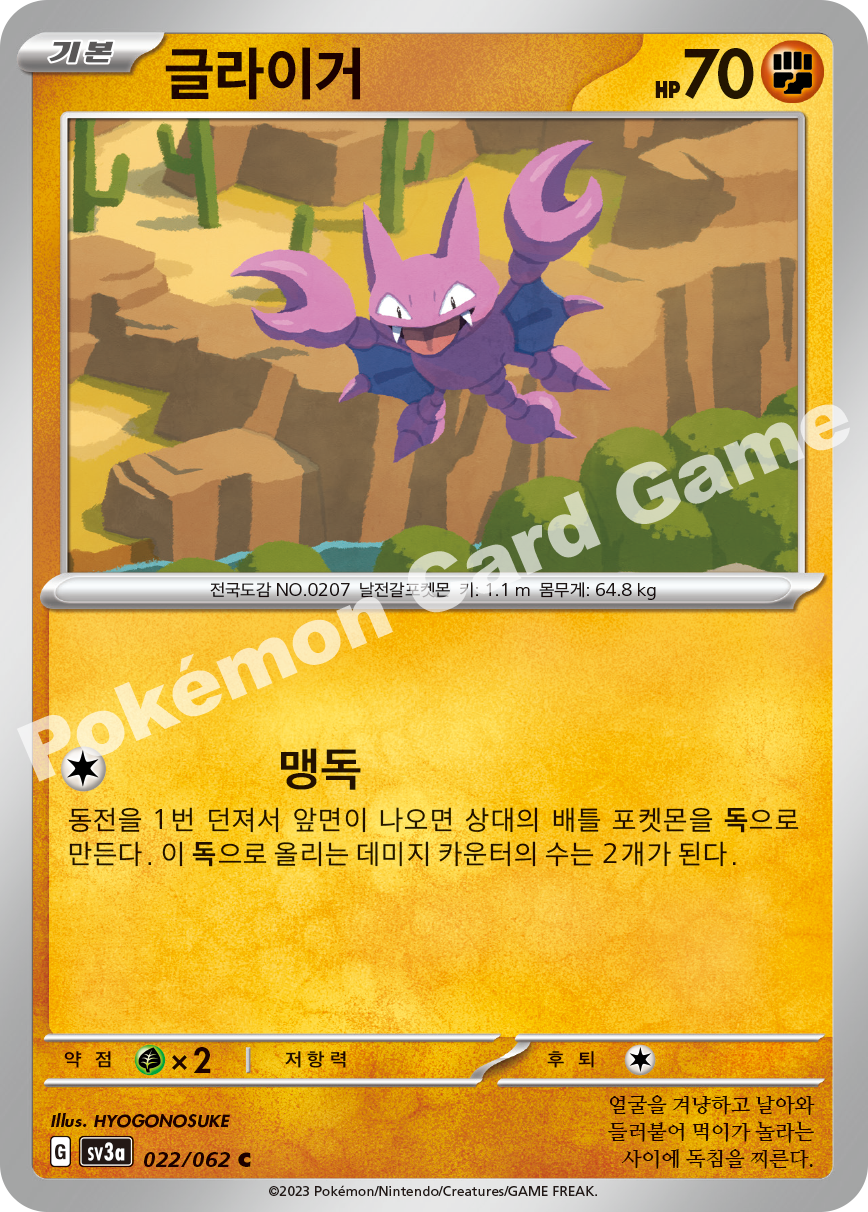 기본
글라이거
HP 70
전국도감 NO.0207 날전갈포켓몬 키: 1.1 m 몸무게: 64.8 kg
Pokémon Card Game
맹독
동전을 1번 던져서 앞면이 나오면 상대의 배틀 포켓몬을 독으로
만든다. 이 독으로 올리는 데미지 카운터의 수는 2개가 된다.
약점 ×2 저항력 후퇴
Illus. HYOGONOSUKE
G sv3a 022/062 C
얼굴을 겨냥하고 날아와
들러붙어 먹이가 놀라는
사이에 독침을 찌른다.
©2023 Pokémon/Nintendo/Creatures/GAME FREAK.